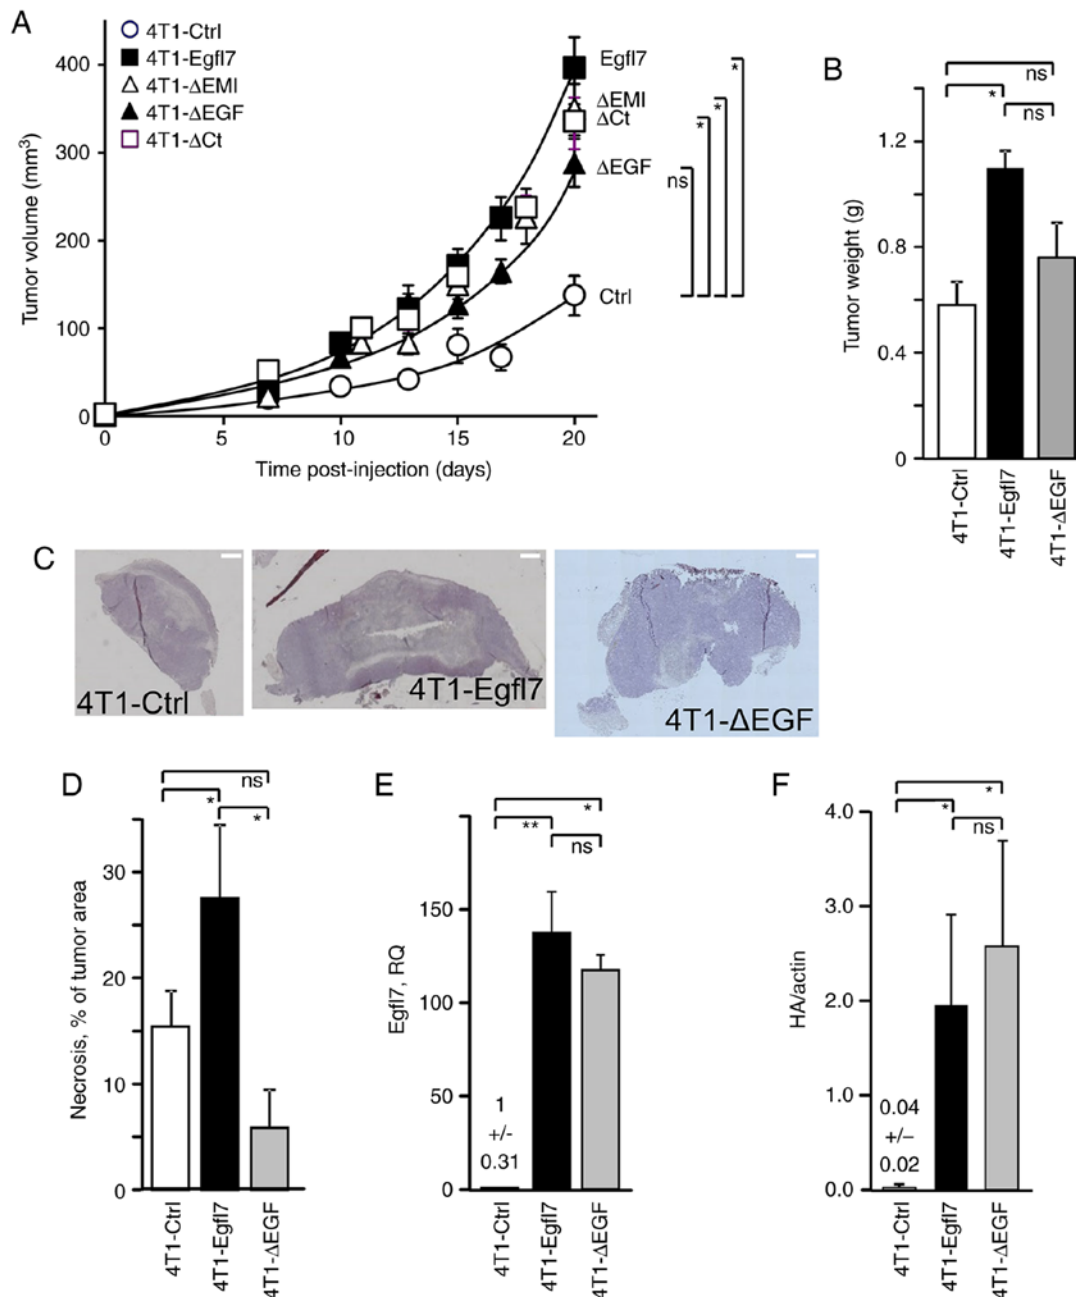 A
4T1-Ctrl
4T1-Egfl7
4T1-ΔEMI
4T1-ΔEGF
4T1-ΔCt
Tumor volume (mm³)
400
300
200
100
0
0 5 10 15 20
Time post-injection (days)
Egfl7
ΔEMI
ΔCt
ΔEGF
Ctrl
ns
*
*
*
B
ns
*
ns
Tumor weight (g)
1.2
0.8
0.4
0
4T1-Ctrl
4T1-Egfl7
4T1-ΔEGF
C
4T1-Ctrl
4T1-Egfl7
4T1-ΔEGF
D
ns
*
*
Necrosis, % of tumor area
30
20
10
0
4T1-Ctrl
4T1-Egfl7
4T1-ΔEGF
E
*
**
ns
Egfl7, RQ
150
100
50
0
1
+/-
0.31
4T1-Ctrl
4T1-Egfl7
4T1-ΔEGF
F
*
*
ns
HA/actin
4.0
3.0
2.0
1.0
0.0
0.04
+/−
0.02
4T1-Ctrl
4T1-Egfl7
4T1-ΔEGF